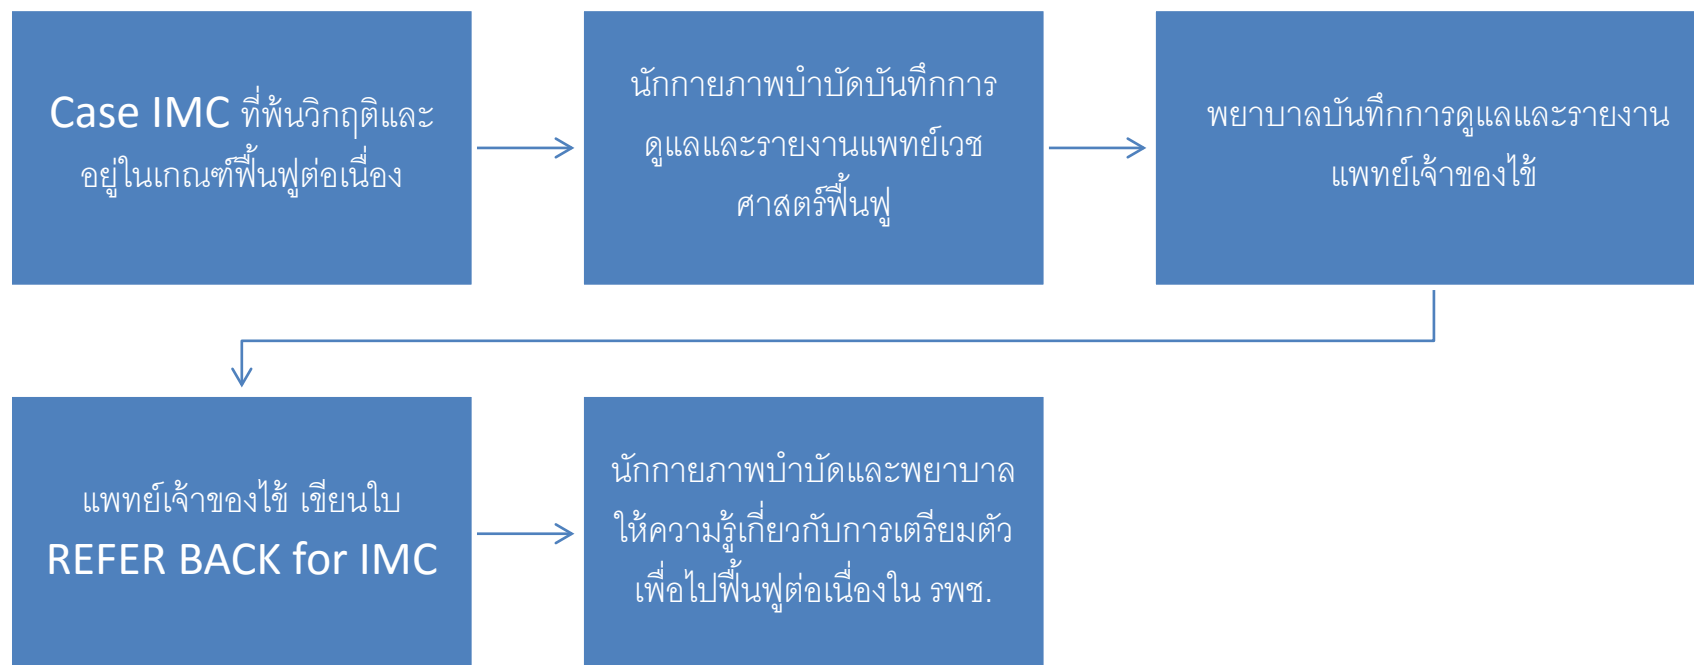 Case IMC ที่พ้นวิกฤติและ
อยู่ในเกณฑ์ฟื้นฟูต่อเนื่อง
นักกายภาพบำบัดบันทึกการ
ดูแลและรายงานแพทย์เวช
ศาสตร์ฟื้นฟู
พยาบาลบันทึกการดูแลและรายงาน
แพทย์เจ้าของไข้
แพทย์เจ้าของไข้ เขียนใบ
REFER BACK for IMC
นักกายภาพบำบัดและพยาบาล
ให้ความรู้เกี่ยวกับการเตรียมตัว
เพื่อไปฟื้นฟูต่อเนื่องใน รพช.